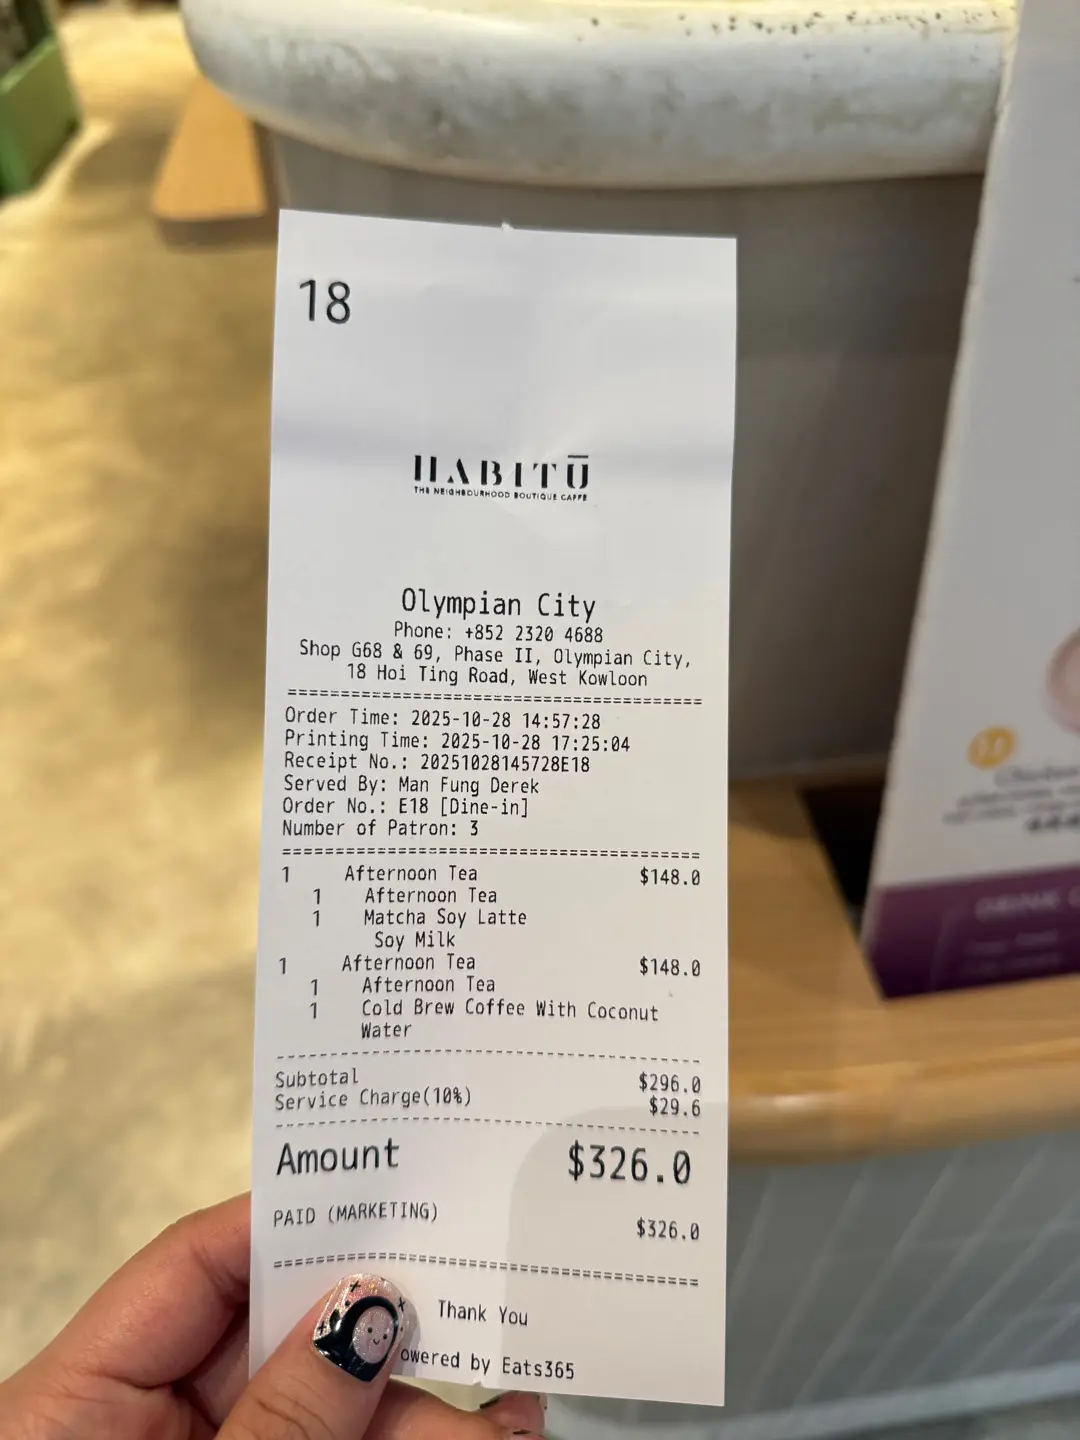 18
HABITŪ
THE NEIGHBOURHOOD BOUTIQUE CAFFE
Olympian City
Phone: +852 2320 4688
Shop G68 & 69, Phase II, Olympian City,
18 Hoi Ting Road, West Kowloon
========================================
Order Time: 2025-10-28 14:57:28
Printing Time: 2025-10-28 17:25:04
Receipt No.: 20251028145728E18
Served By: Man Fung Derek
Order No.: E18 [Dine-in]
Number of Patron: 3
========================================
1 Afternoon Tea $148.0
1 Afternoon Tea
1 Matcha Soy Latte
Soy Milk
1 Afternoon Tea $148.0
1 Afternoon Tea
1 Cold Brew Coffee With Coconut
Water
----------------------------------------
Subtotal $296.0
Service Charge(10%) $29.6
----------------------------------------
Amount $326.0
PAID (MARKETING) $326.0
========================================
Thank You
owered by Eats365